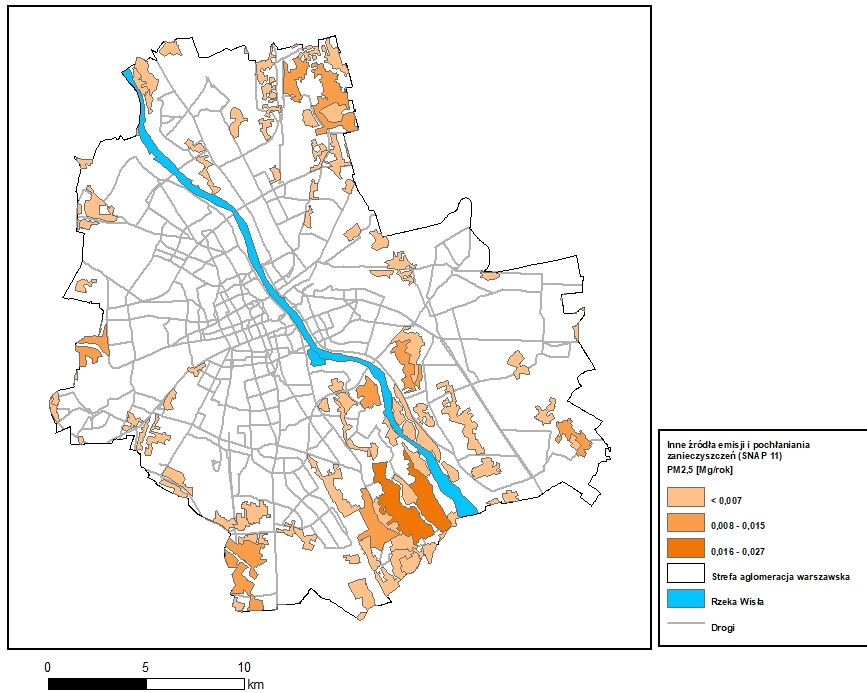 Inne źródła emisji i pochłaniania
zanieczyszczeń (SNAP 11)
PM2,5 [Mg/rok]
< 0,007
0,008 - 0,015
0,016 - 0,027
Strefa aglomeracja warszawska
Rzeka Wisła
Drogi
0 5 10
km